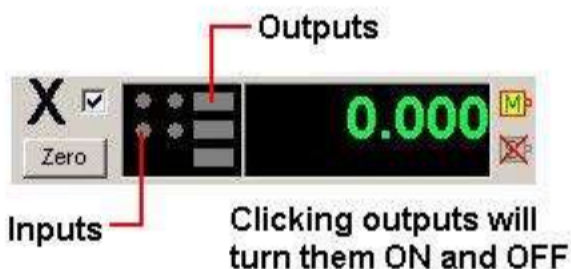 Outputs
X
0.000
M
Zero
Inputs
Clicking outputs will
turn them ON and OFF